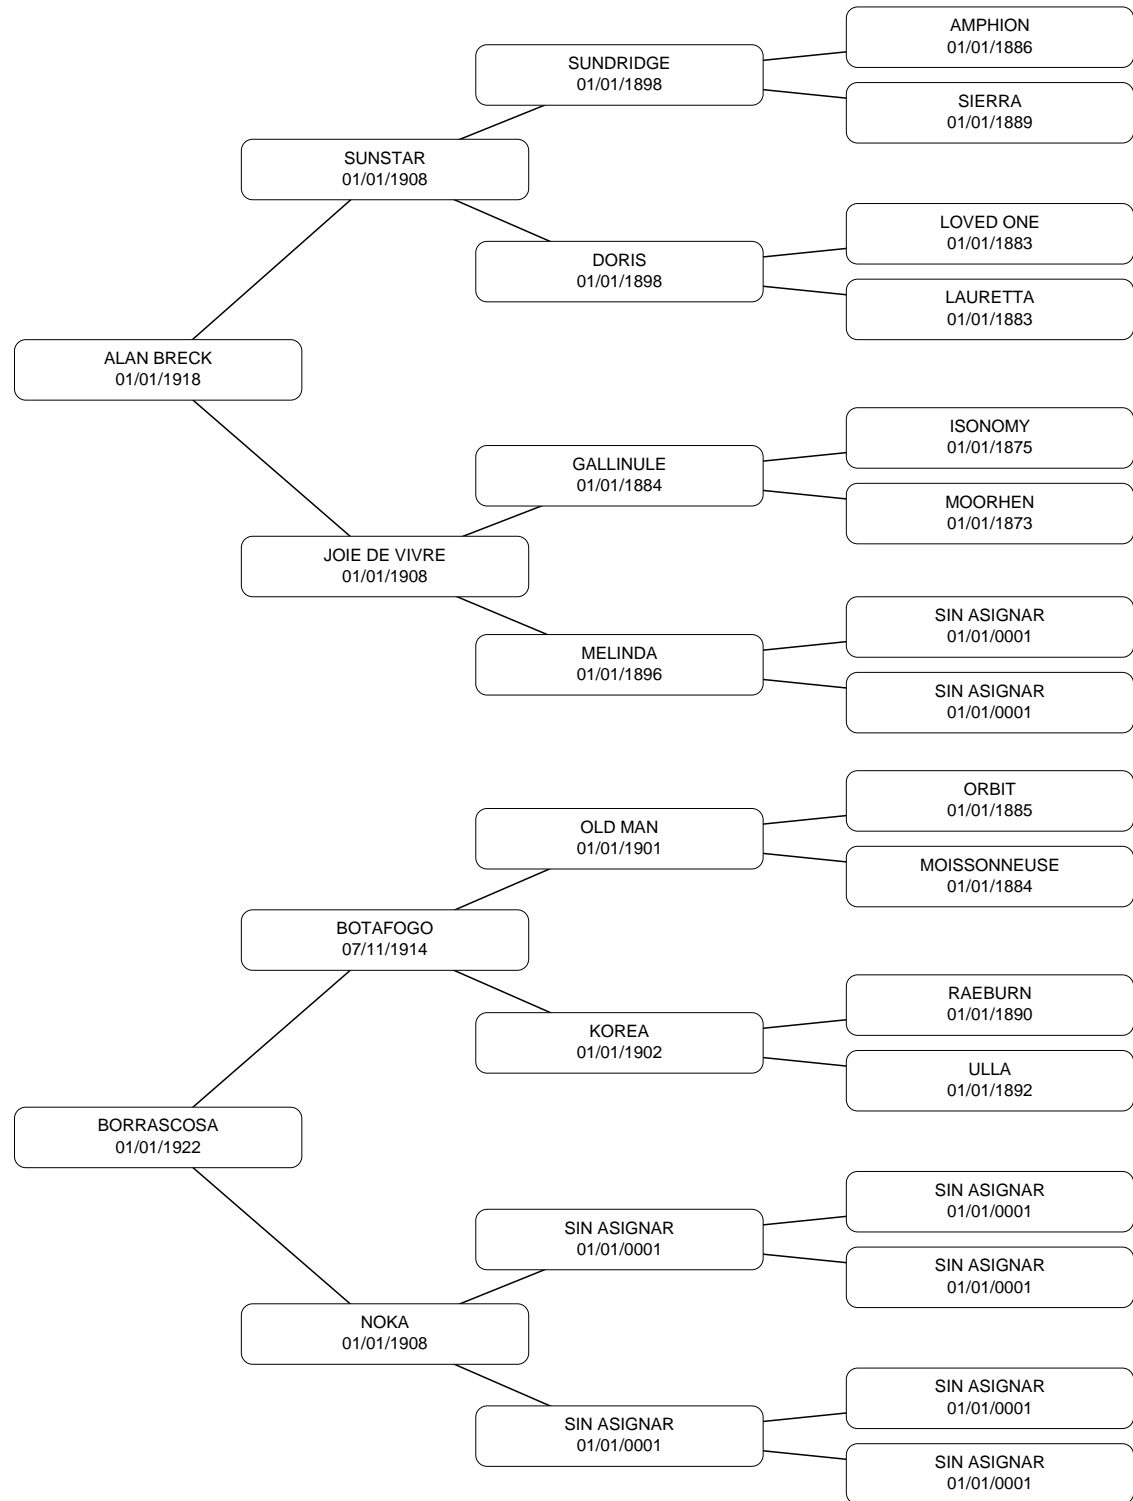 AMPHION
01/01/1886
SUNDRIDGE
01/01/1898
SIERRA
01/01/1889
SUNSTAR
01/01/1908
LOVED ONE
01/01/1883
DORIS
01/01/1898
LAURETTA
01/01/1883
ALAN BRECK
01/01/1918
ISONOMY
01/01/1875
GALLINULE
01/01/1884
MOORHEN
01/01/1873
JOIE DE VIVRE
01/01/1908
SIN ASIGNAR
01/01/0001
MELINDA
01/01/1896
SIN ASIGNAR
01/01/0001
ORBIT
01/01/1885
OLD MAN
01/01/1901
MOISSONNEUSE
01/01/1884
BOTAFOGO
07/11/1914
RAEBURN
01/01/1890
KOREA
01/01/1902
ULLA
01/01/1892
BORRASCOSA
01/01/1922
SIN ASIGNAR
01/01/0001
SIN ASIGNAR
01/01/0001
SIN ASIGNAR
01/01/0001
NOKA
01/01/1908
SIN ASIGNAR
01/01/0001
SIN ASIGNAR
01/01/0001
SIN ASIGNAR
01/01/0001